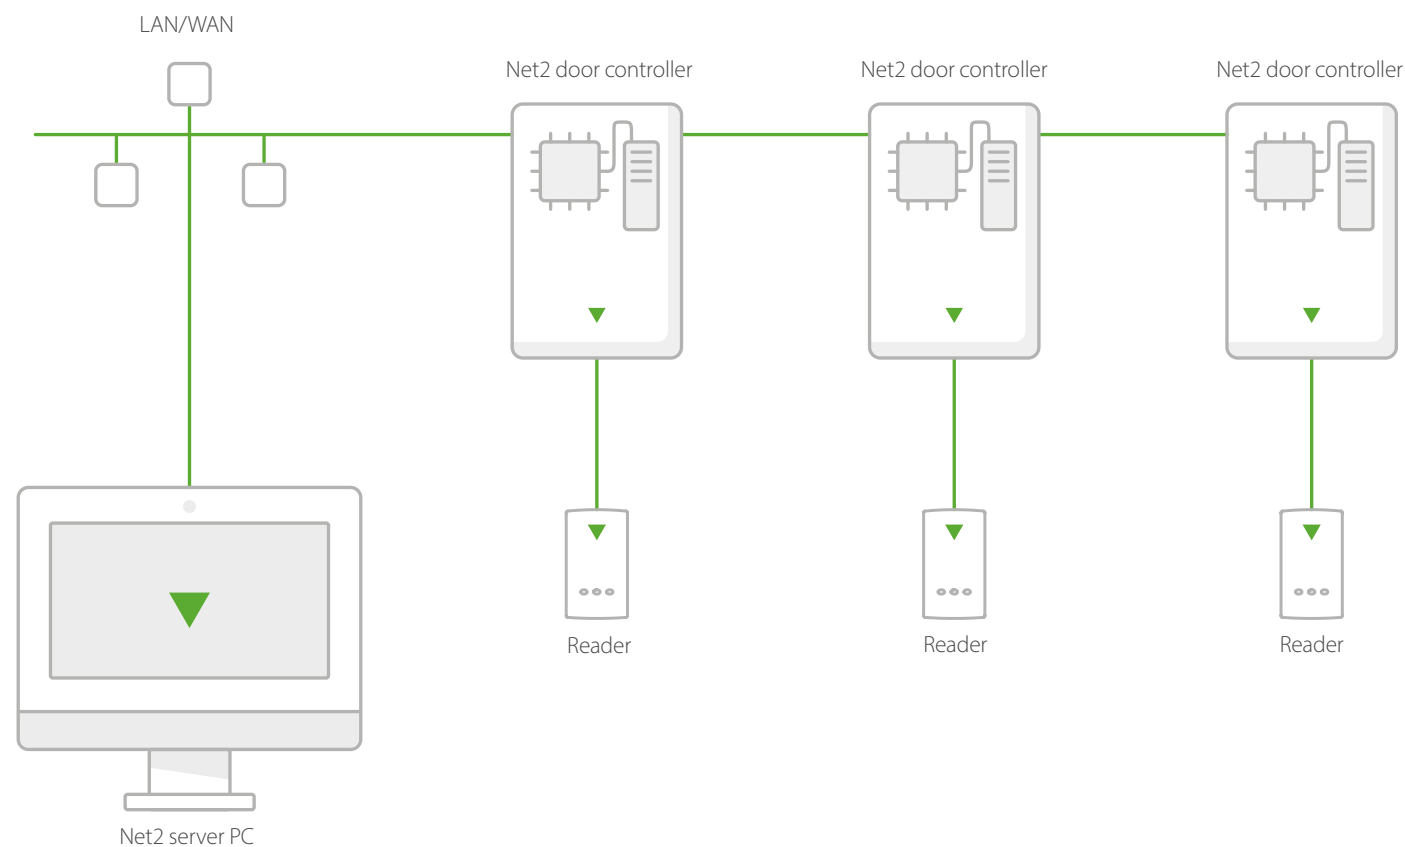 LAN/WAN
Net2 door controller
Net2 door controller
Net2 door controller
Reader
Reader
Reader
Net2 server PC